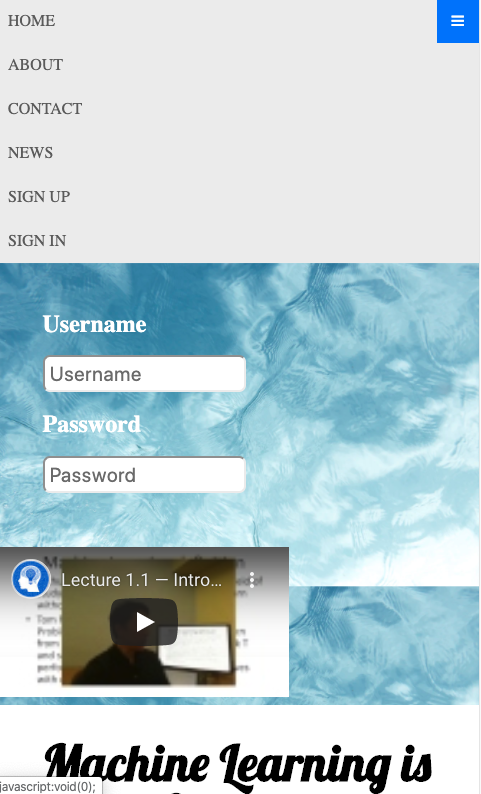 HOME
ABOUT
CONTACT
NEWS
SIGN UP
SIGN IN
Username
Username
Password
Password
Lecture 1.1 — Intro...
Machine Learning is
javascript:void(0);